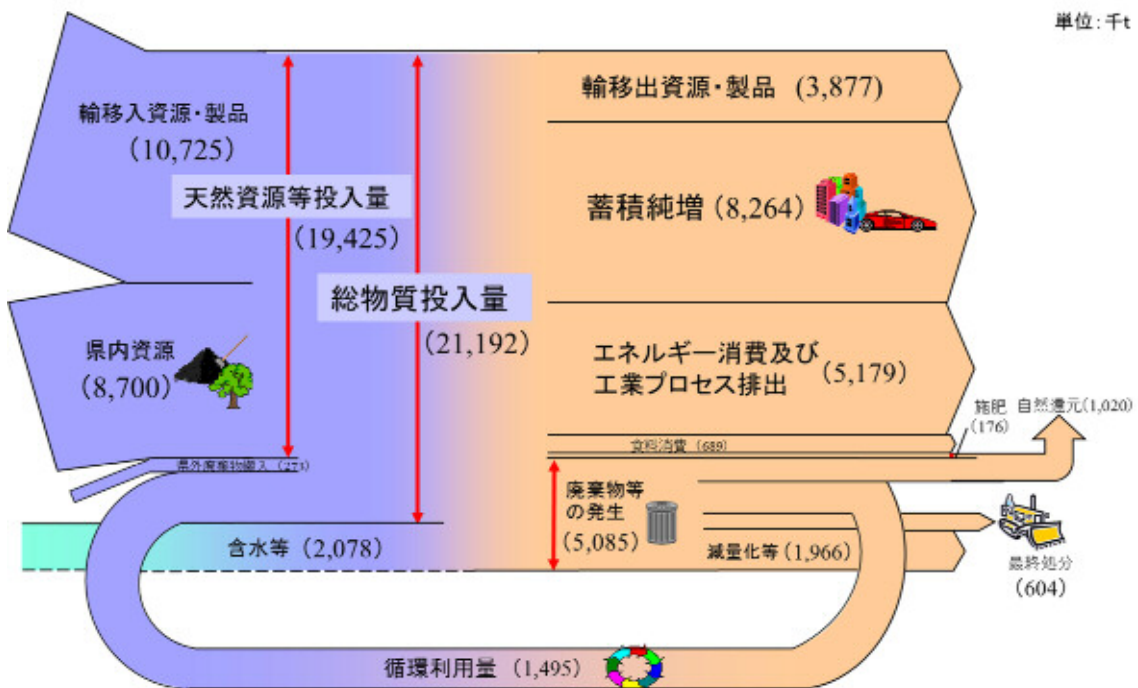 単位：千t
輸移入資源・製品
（10,725）
天然資源等投入量
（19,425）
総物質投入量
（21,192）
県内資源
（8,700）
県外廃棄物搬入（273）
含水等（2,078）
輸移出資源・製品 (3,877)
蓄積純増（8,264）
エネルギー消費及び
工業プロセス排出
（5,179）
食料消費（689）
施肥
（176）
自然還元(1,020)
廃棄物等
の発生
（5,085）
減量化等（1,966）
最終処分
（604）
循環利用量（1,495）